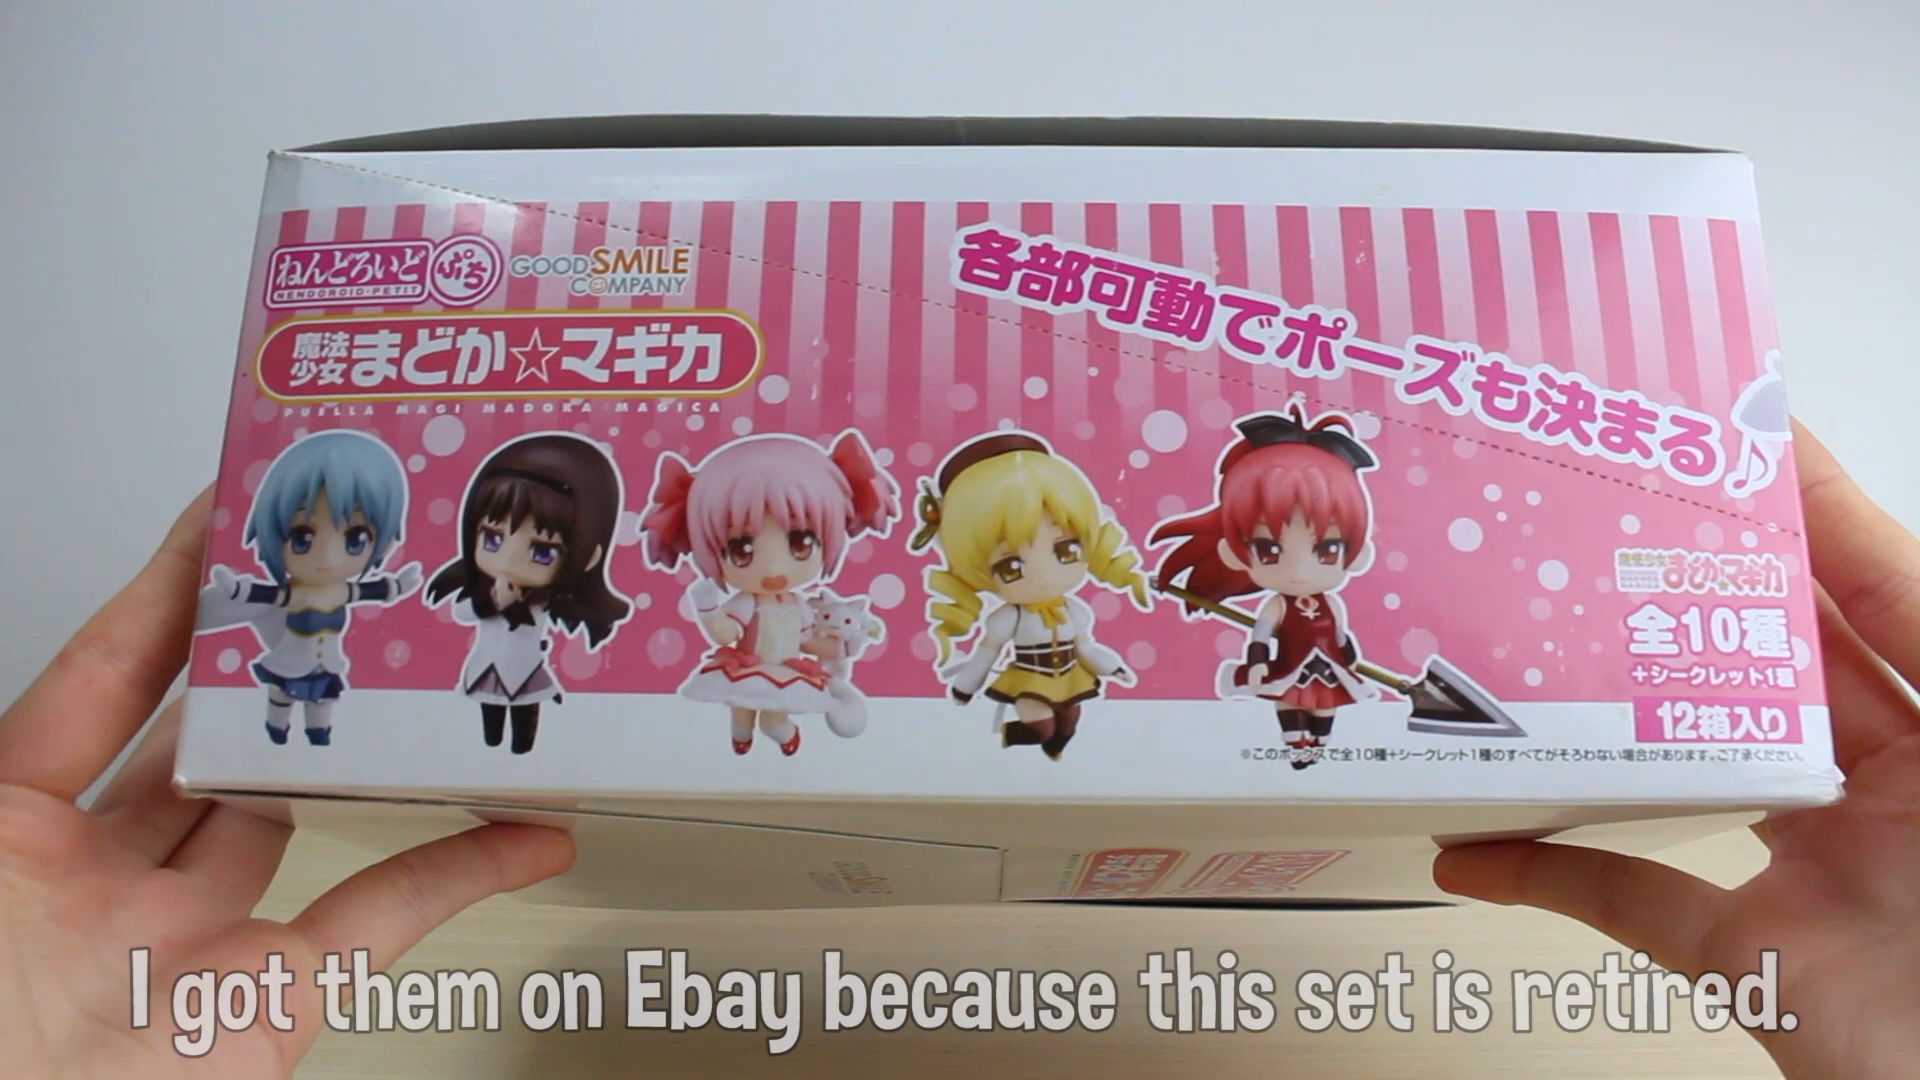 ねんどろいど
ぷち
NENDOROID・PETIT
GOOD SMILE
COMPANY
魔法少女まどか☆マギカ
PUELLA MAGI MADOKA MAGICA
各部可動でポーズも決まる♪
魔法少女まどか☆マギカ
全10種
+シークレット1種
12箱入り
※このボックスで全10種+シークレット1種のすべてがそろわない場合があります。ご了承ください。
I got them on Ebay because this set is retired.